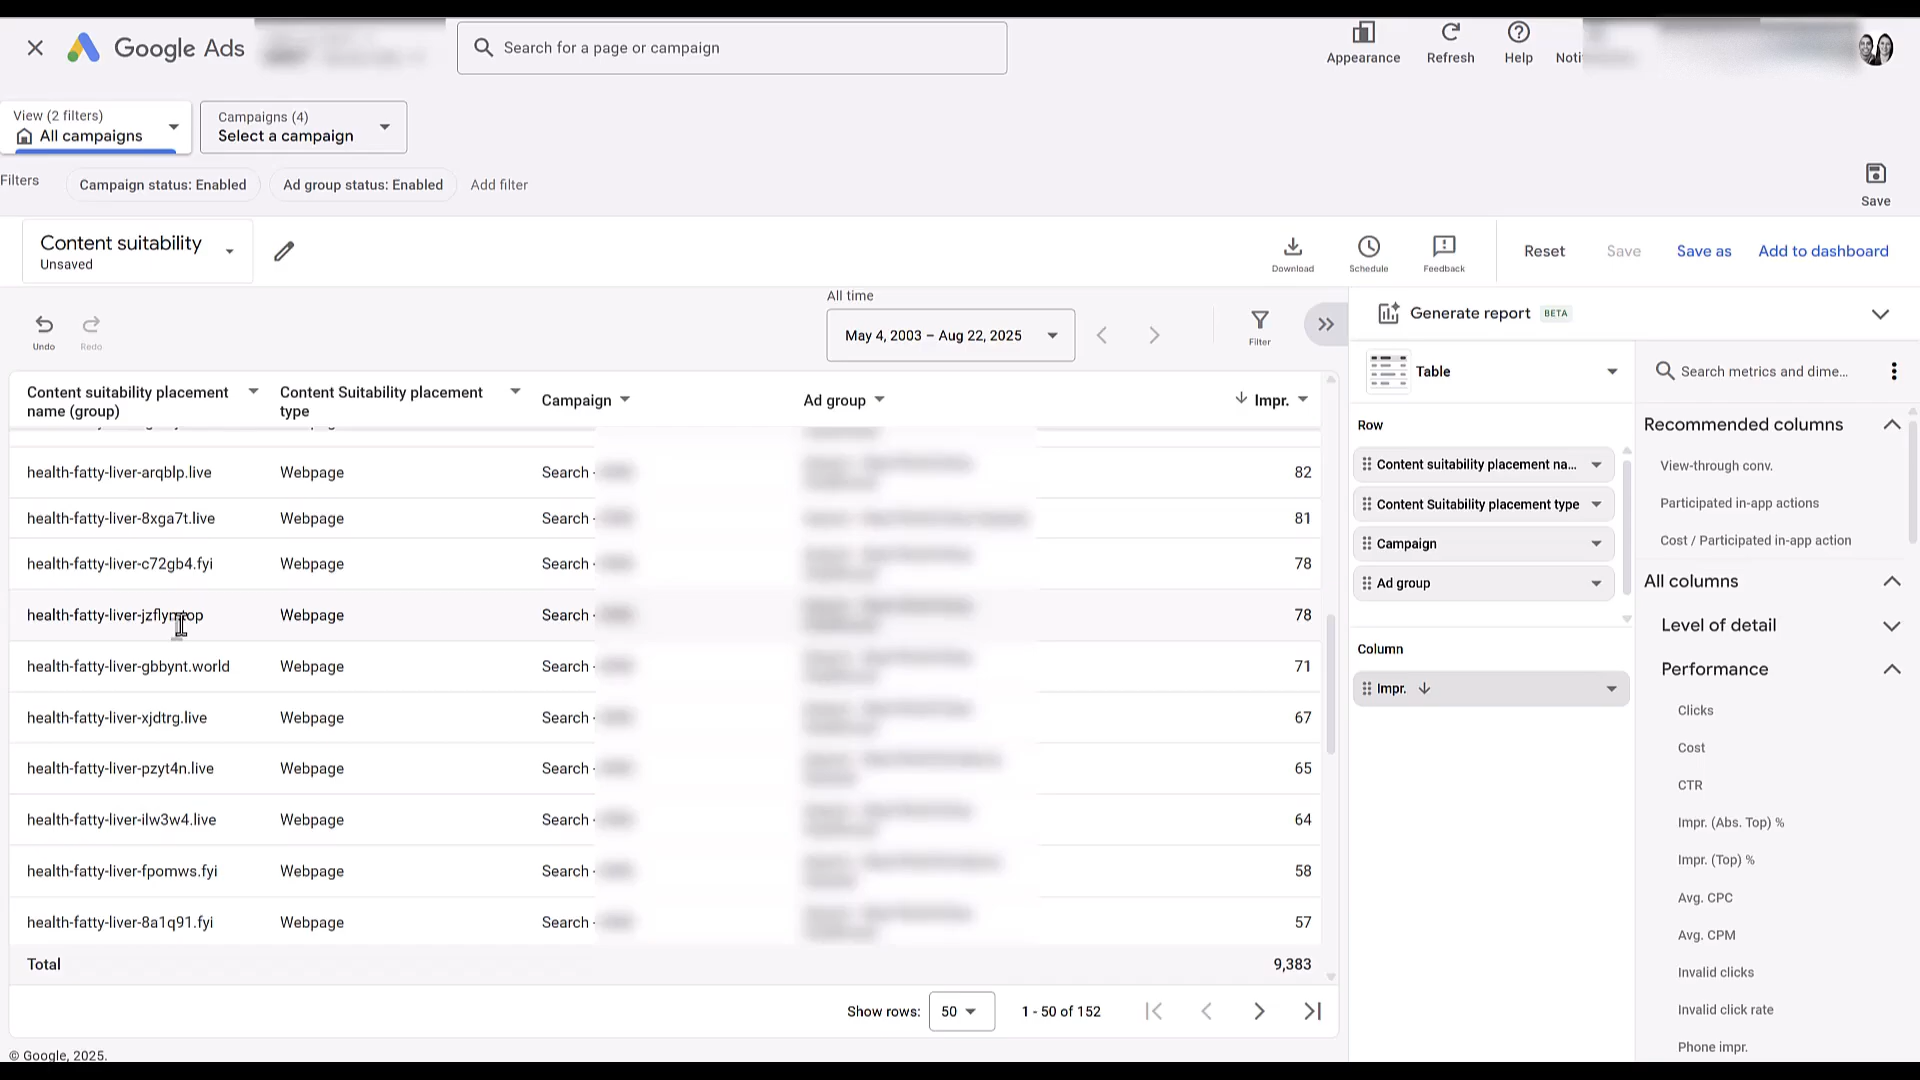 Google Ads
Search for a page or campaign
Appearance
Refresh
Help
Noti
View (2 filters)
All campaigns
Campaigns (4)
Select a campaign
Filters
Campaign status: Enabled
Ad group status: Enabled
Add filter
Save
Content suitability
Unsaved
Download
Schedule
Feedback
Reset
Save
Save as
Add to dashboard
Undo
Redo
All time
May 4, 2003 – Aug 22, 2025
Filter
Generate report BETA
Table
Search metrics and dime...
Content suitability placement name (group)
Content Suitability placement type
Campaign
Ad group
Impr.
health-fatty-liver-arqblp.live Webpage Search - 82
health-fatty-liver-8xga7t.live Webpage Search - 81
health-fatty-liver-c72gb4.fyi Webpage Search - 78
Webpage Search - 78
health-fatty-liver-gbbynt.world Webpage Search - 71
health-fatty-liver-xjdtrg.live Webpage Search - 67
health-fatty-liver-pzyt4n.live Webpage Search - 65
health-fatty-liver-ilw3w4.live Webpage Search - 64
health-fatty-liver-fpomws.fyi Webpage Search - 58
health-fatty-liver-8a1q91.fyi Webpage Search - 57
Total 9,383
Show rows: 50 1 - 50 of 152
Row
Content suitability placement na...
Content Suitability placement type
Campaign
Ad group
Column
Impr.
Recommended columns
View-through conv.
Participated in-app actions
Cost / Participated in-app action
All columns
Level of detail
Performance
Clicks
Cost
CTR
Impr. (Abs. Top) %
Impr. (Top) %
Avg. CPC
Avg. CPM
Invalid clicks
Invalid click rate
Phone impr.
© Google, 2025.